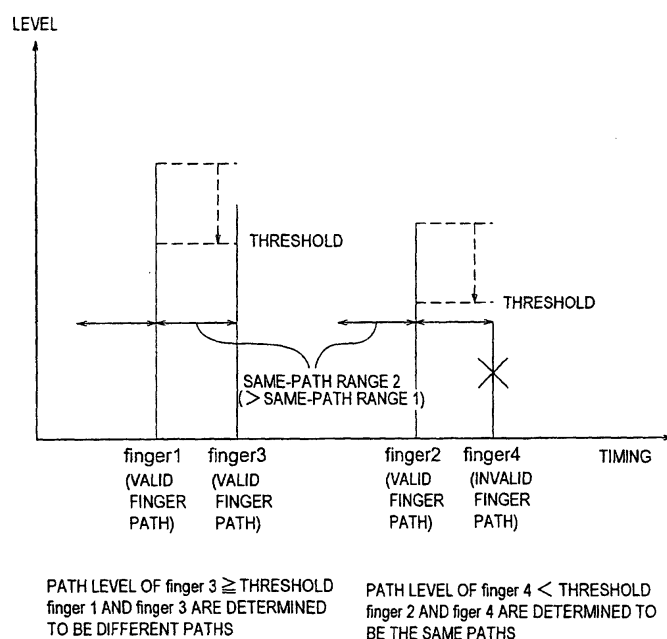 LEVEL
THRESHOLD
THRESHOLD
SAME-PATH RANGE 2
(> SAME-PATH RANGE 1)
finger1
(VALID
FINGER
PATH)
finger3
(VALID
FINGER
PATH)
finger2
(VALID
FINGER
PATH)
finger4
(INVALID
FINGER
PATH)
TIMING
PATH LEVEL OF finger 3 ≧ THRESHOLD
finger 1 AND finger 3 ARE DETERMINED
TO BE DIFFERENT PATHS
PATH LEVEL OF finger 4 < THRESHOLD
finger 2 AND figer 4 ARE DETERMINED TO
BE THE SAME PATHS